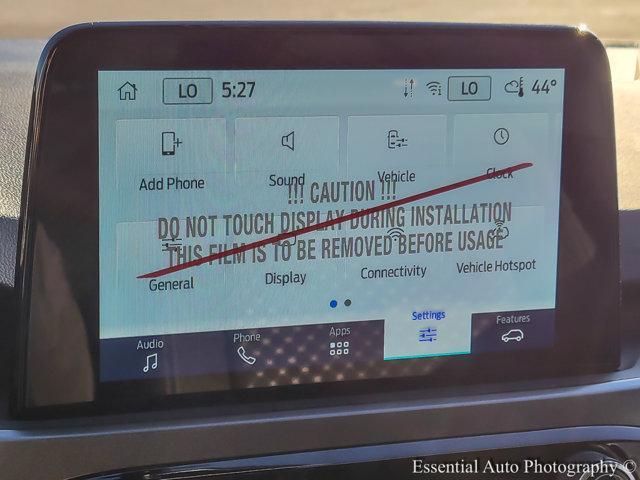 LO 5:27 LO 44°
Add Phone Sound Vehicle Clock
!!! CAUTION !!!
DO NOT TOUCH DISPLAY DURING INSTALLATION
THIS FILM IS TO BE REMOVED BEFORE USAGE
General Display Connectivity Vehicle Hotspot
Audio Phone Apps Settings Features
Essential Auto Photography ©